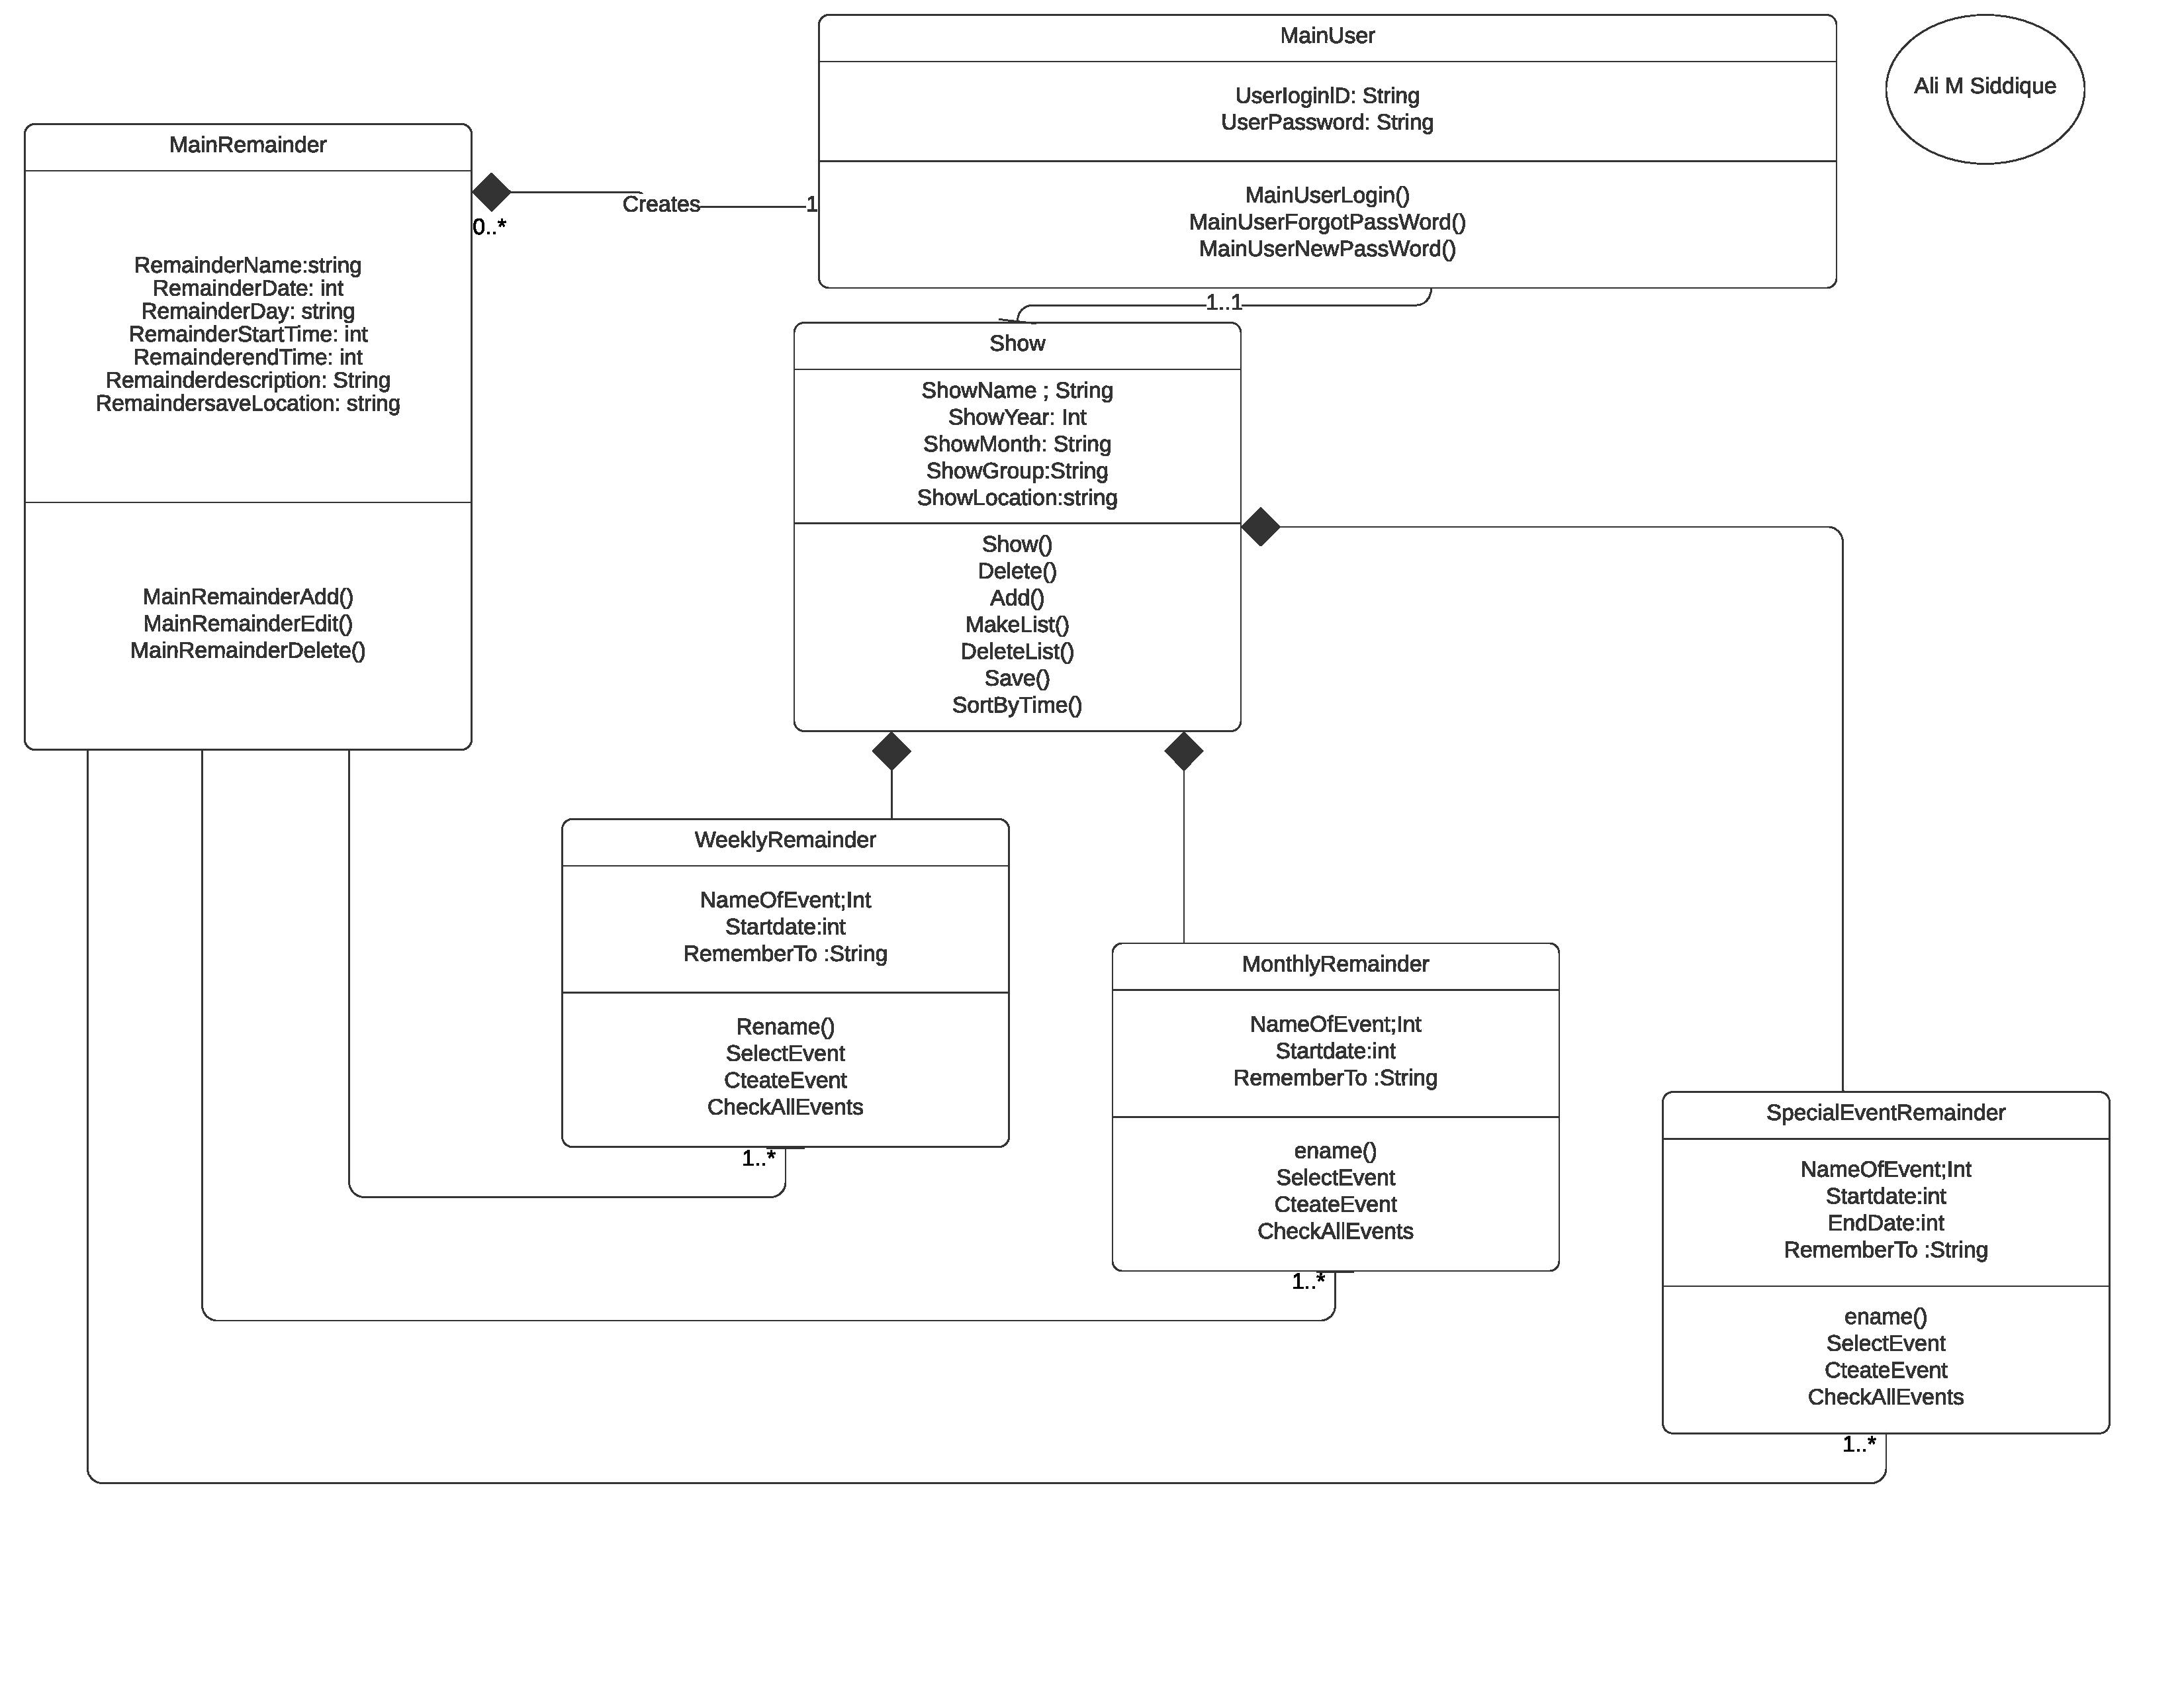 MainUser
UserloginID: String
UserPassword: String
MainUserLogin()
MainUserForgotPassWord()
MainUserNewPassWord()
Ali M Siddique
MainRemainder
RemainderName:string
RemainderDate: int
RemainderDay: string
RemainderStartTime: int
RemainderendTime: int
Remainderdescription: String
RemaindersaveLocation: string
MainRemainderAdd()
MainRemainderEdit()
MainRemainderDelete()
0..*
Creates
1
1..1
Show
ShowName ; String
ShowYear: Int
ShowMonth: String
ShowGroup:String
ShowLocation:string
Show()
Delete()
Add()
MakeList()
DeleteList()
Save()
SortByTime()
WeeklyRemainder
NameOfEvent;Int
Startdate:int
RememberTo :String
Rename()
SelectEvent
CteateEvent
CheckAllEvents
1..*
MonthlyRemainder
NameOfEvent;Int
Startdate:int
RememberTo :String
ename()
SelectEvent
CteateEvent
CheckAllEvents
1..*
SpecialEventRemainder
NameOfEvent;Int
Startdate:int
EndDate:int
RememberTo :String
ename()
SelectEvent
CteateEvent
CheckAllEvents
1..*